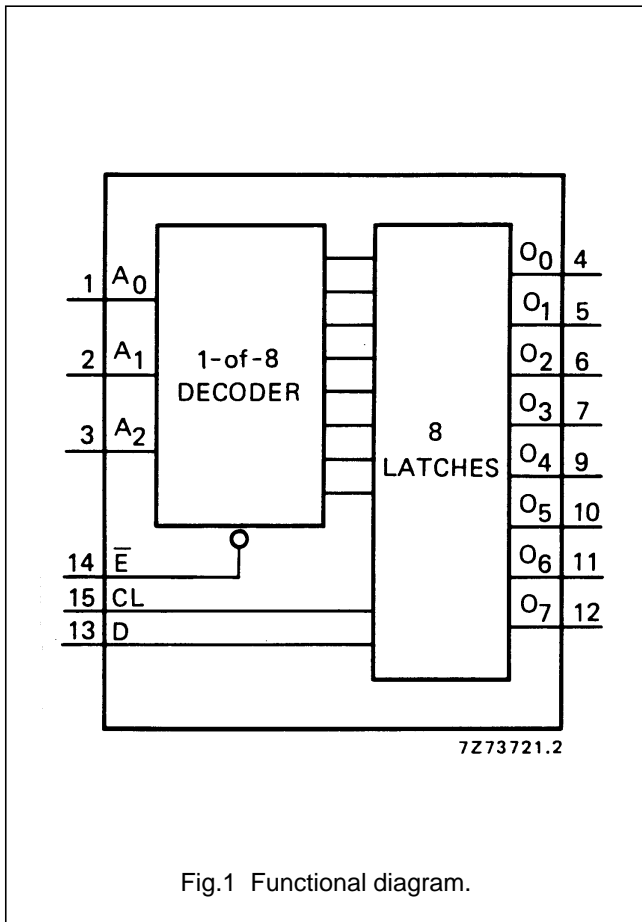 1 A0
2 A1
3 A2
1-of-8
DECODER
8
LATCHES
O0 4
O1 5
O2 6
O3 7
O4 9
O5 10
O6 11
O7 12
14 E̅
15 CL
13 D
7Z73721.2
Fig.1 Functional diagram.